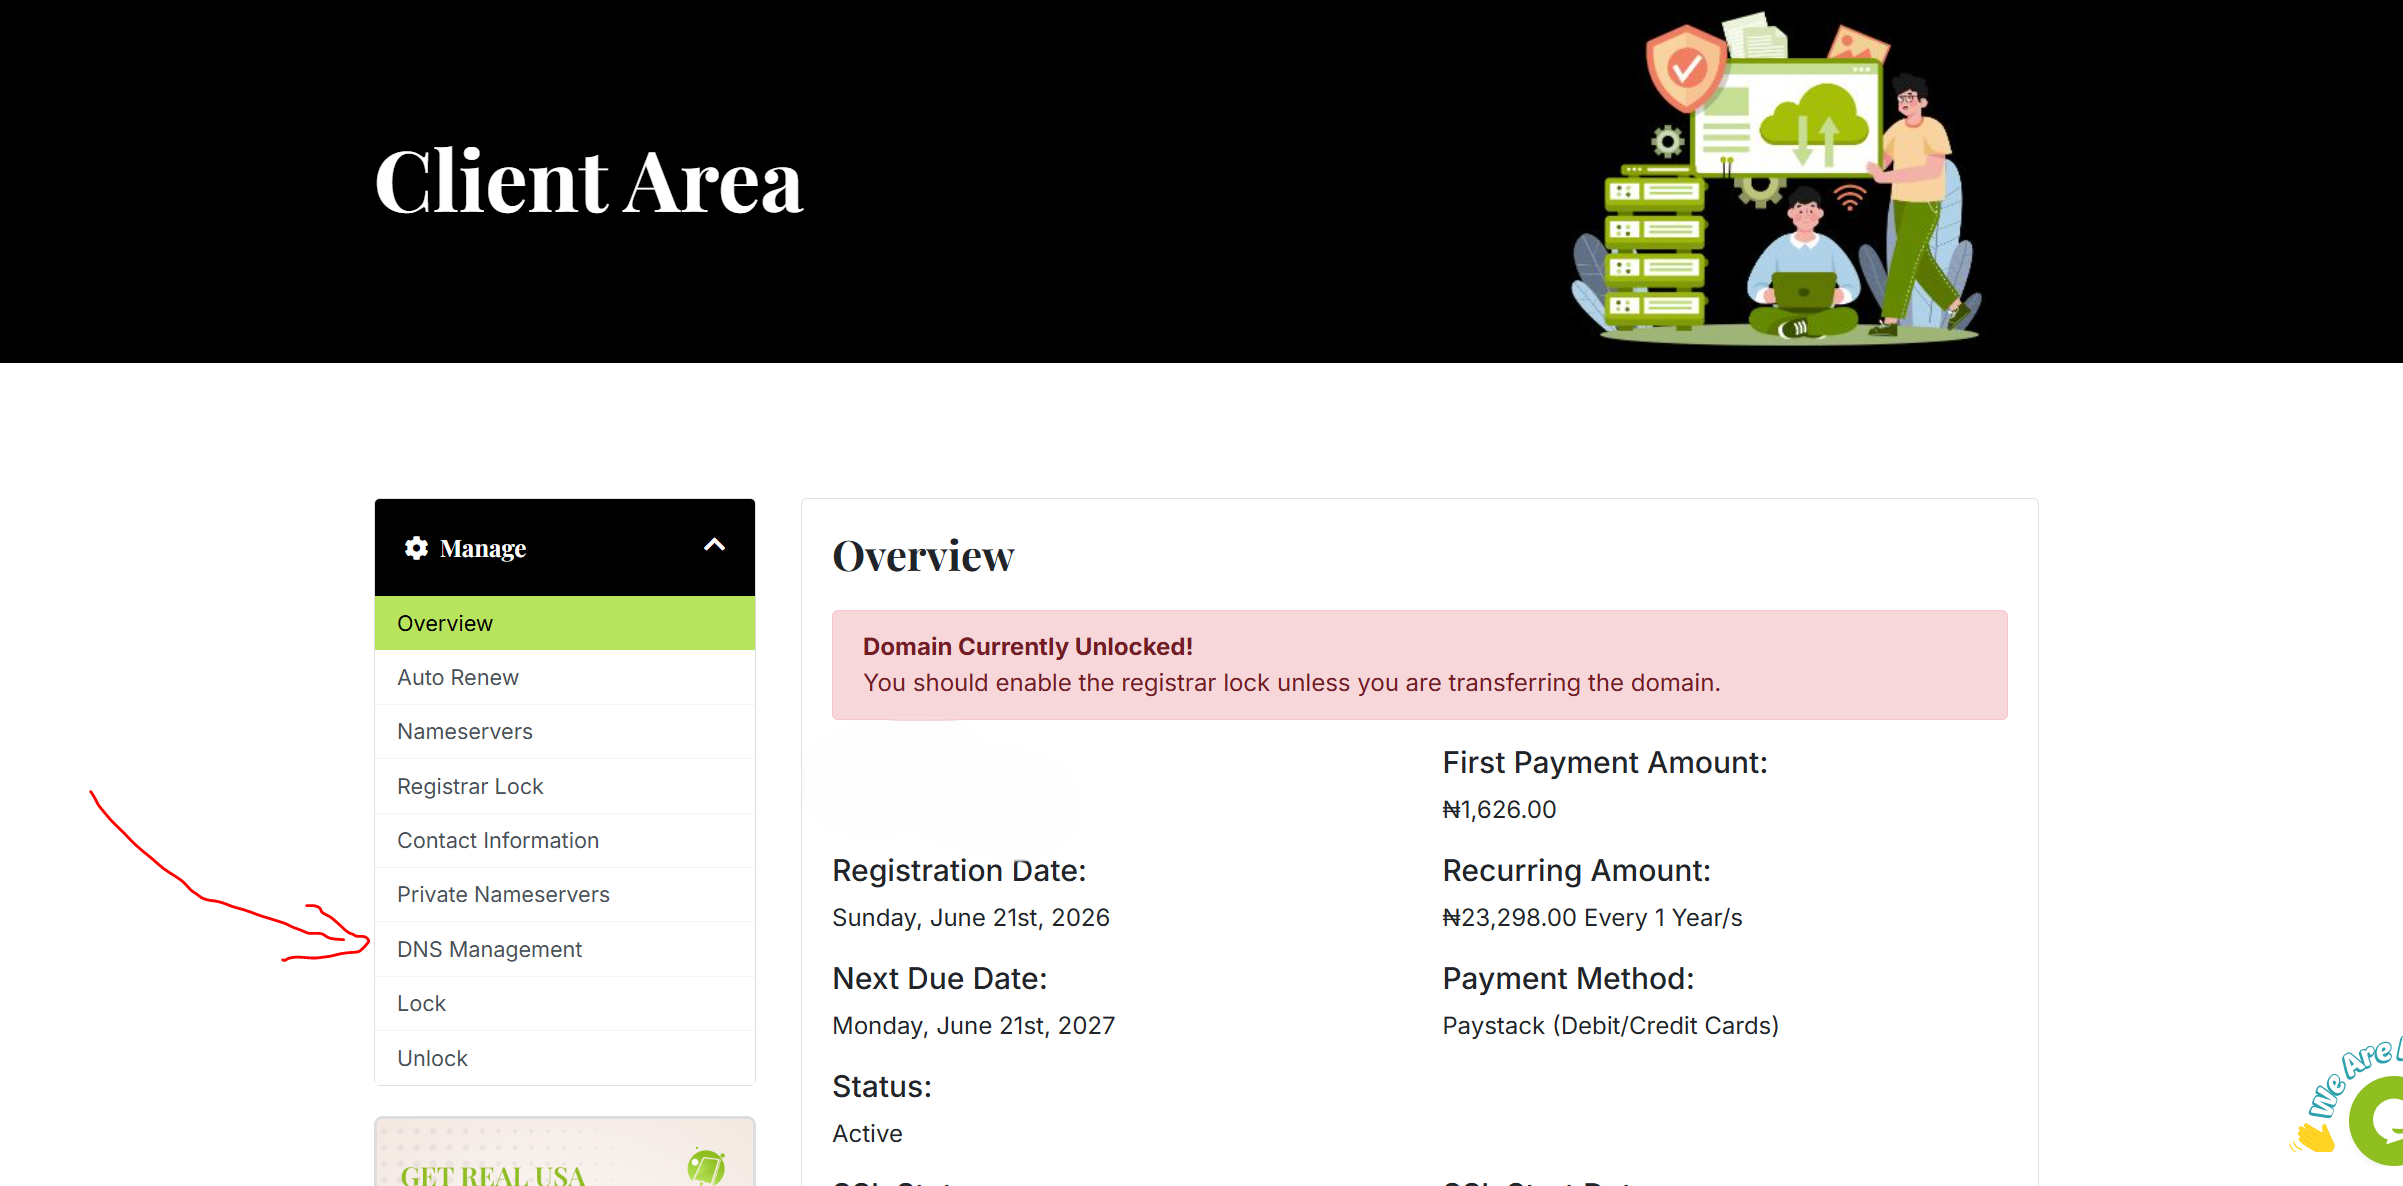 Client Area
Manage
Overview
Auto Renew
Nameservers
Registrar Lock
Contact Information
Private Nameservers
DNS Management
Lock
Unlock
GET REAL USA
Overview
Domain Currently Unlocked!
You should enable the registrar lock unless you are transferring the domain.
First Payment Amount:
₦1,626.00
Registration Date:
Sunday, June 21st, 2026
Recurring Amount:
₦23,298.00 Every 1 Year/s
Next Due Date:
Monday, June 21st, 2027
Payment Method:
Paystack (Debit/Credit Cards)
Status:
Active
We Are